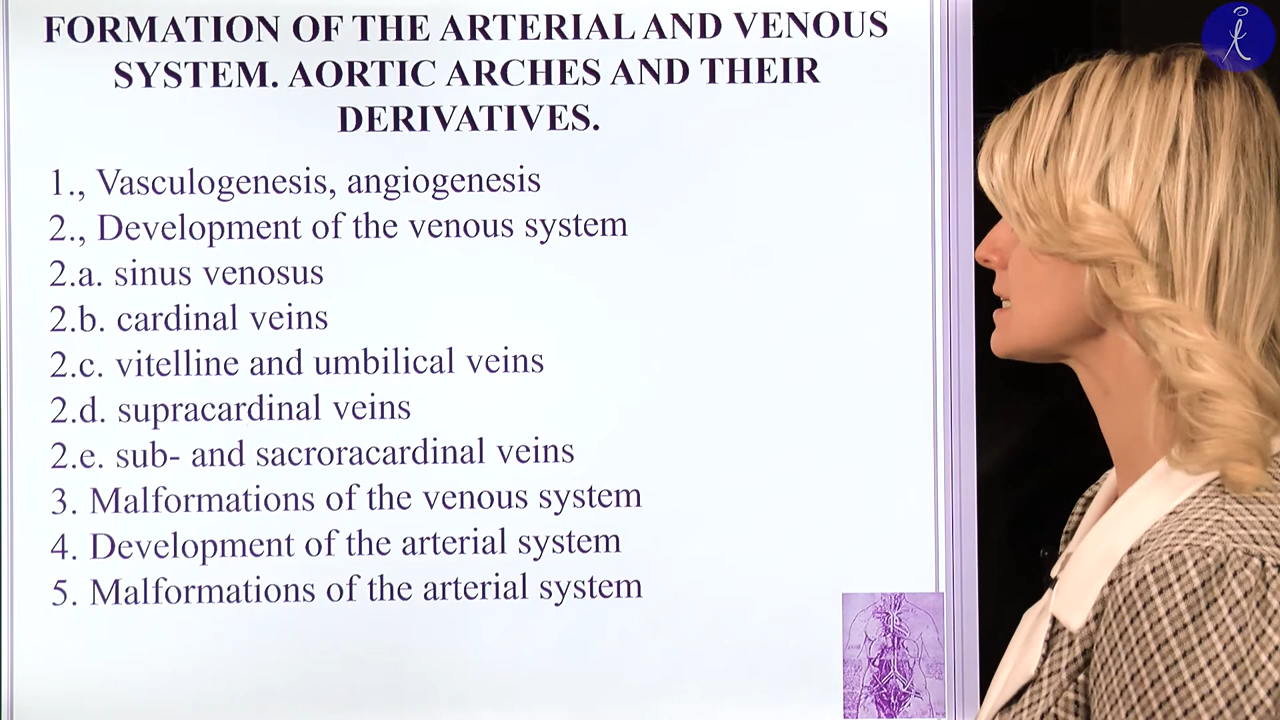 FORMATION OF THE ARTERIAL AND VENOUS
SYSTEM. AORTIC ARCHES AND THEIR
DERIVATIVES.
1., Vasculogenesis, angiogenesis
2., Development of the venous system
2.a. sinus venosus
2.b. cardinal veins
2.c. vitelline and umbilical veins
2.d. supracardinal veins
2.e. sub- and sacroracardinal veins
3. Malformations of the venous system
4. Development of the arterial system
5. Malformations of the arterial system